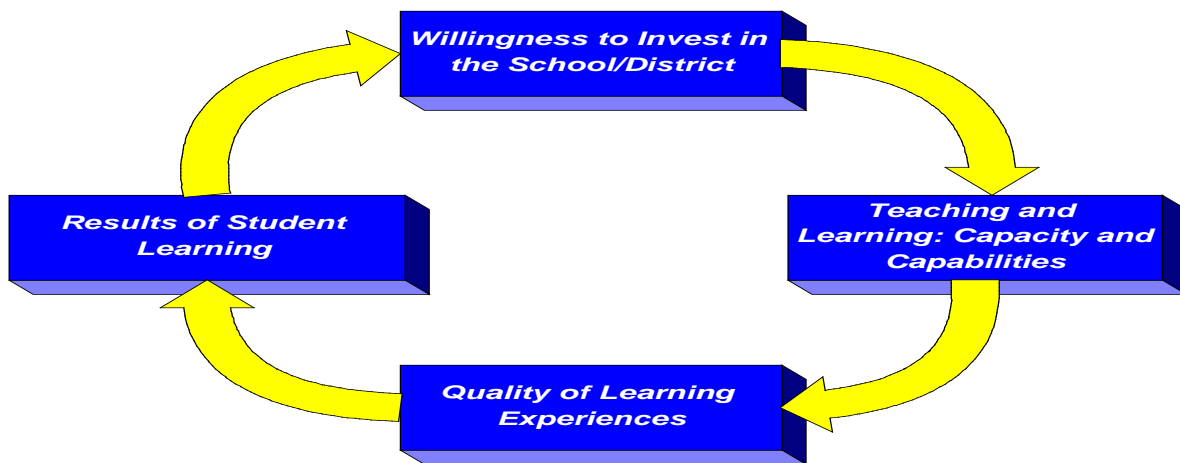 Willingness to Invest in
the School/District
Results of Student
Learning
Teaching and
Learning: Capacity and
Capabilities
Quality of Learning
Experiences